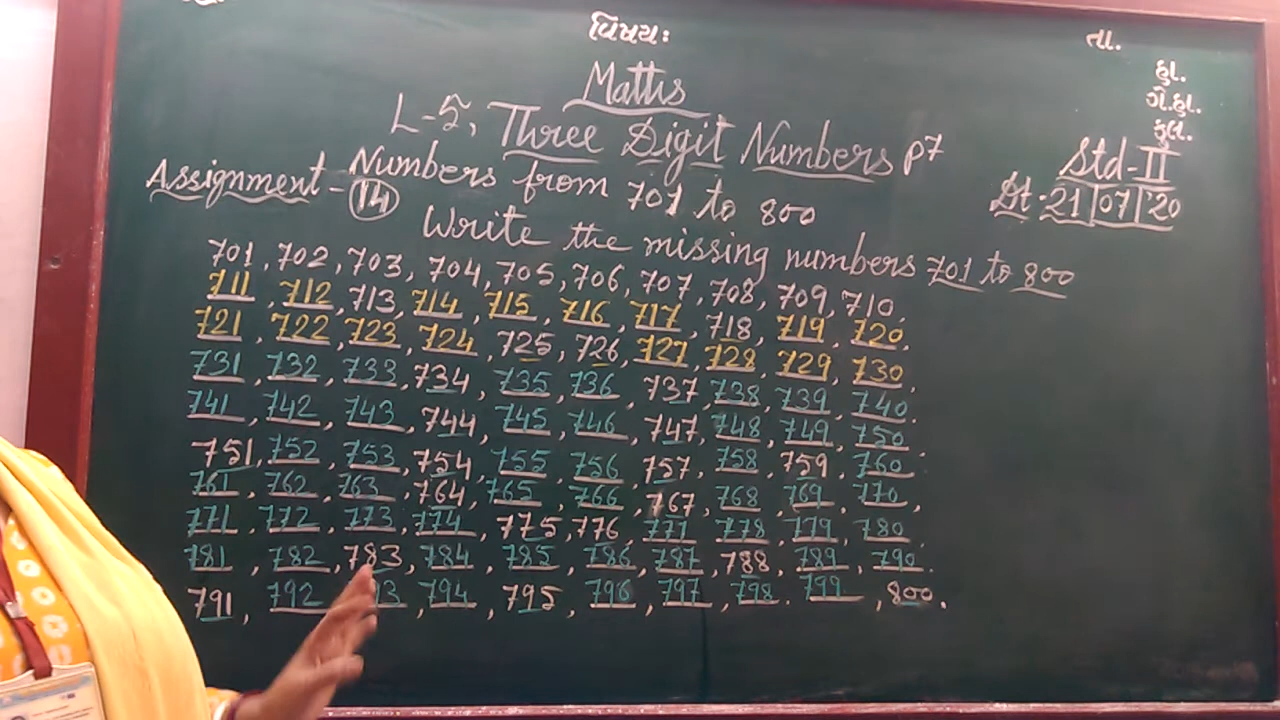 વિષય:
તા.
હા.
ગે.હા.
કુલ.
Maths
L-5, Three Digit Numbers P7
Std-II
Dt:21|07|'20
Assignment - Numbers from 701 to 800
14
Write the missing numbers 701 to 800
701, 702, 703, 704, 705, 706, 707, 708, 709, 710,
711, 712, 713, 714, 715, 716, 717, 718, 719, 720,
721, 722, 723, 724, 725, 726, 727, 728, 729, 730,
731, 732, 733, 734, 735, 736, 737, 738, 739, 740,
741, 742, 743, 744, 745, 746, 747, 748, 749, 750,
751, 752, 753, 754, 755, 756, 757, 758, 759, 760,
761, 762, 763, 764, 765, 766, 767, 768, 769, 770,
771, 772, 773, 774, 775, 776, 777, 778, 779, 780,
781, 782, 783, 784, 785, 786, 787, 788, 789, 790.
791, 792, 93, 794, 795, 796, 797, 798. 799, 800.